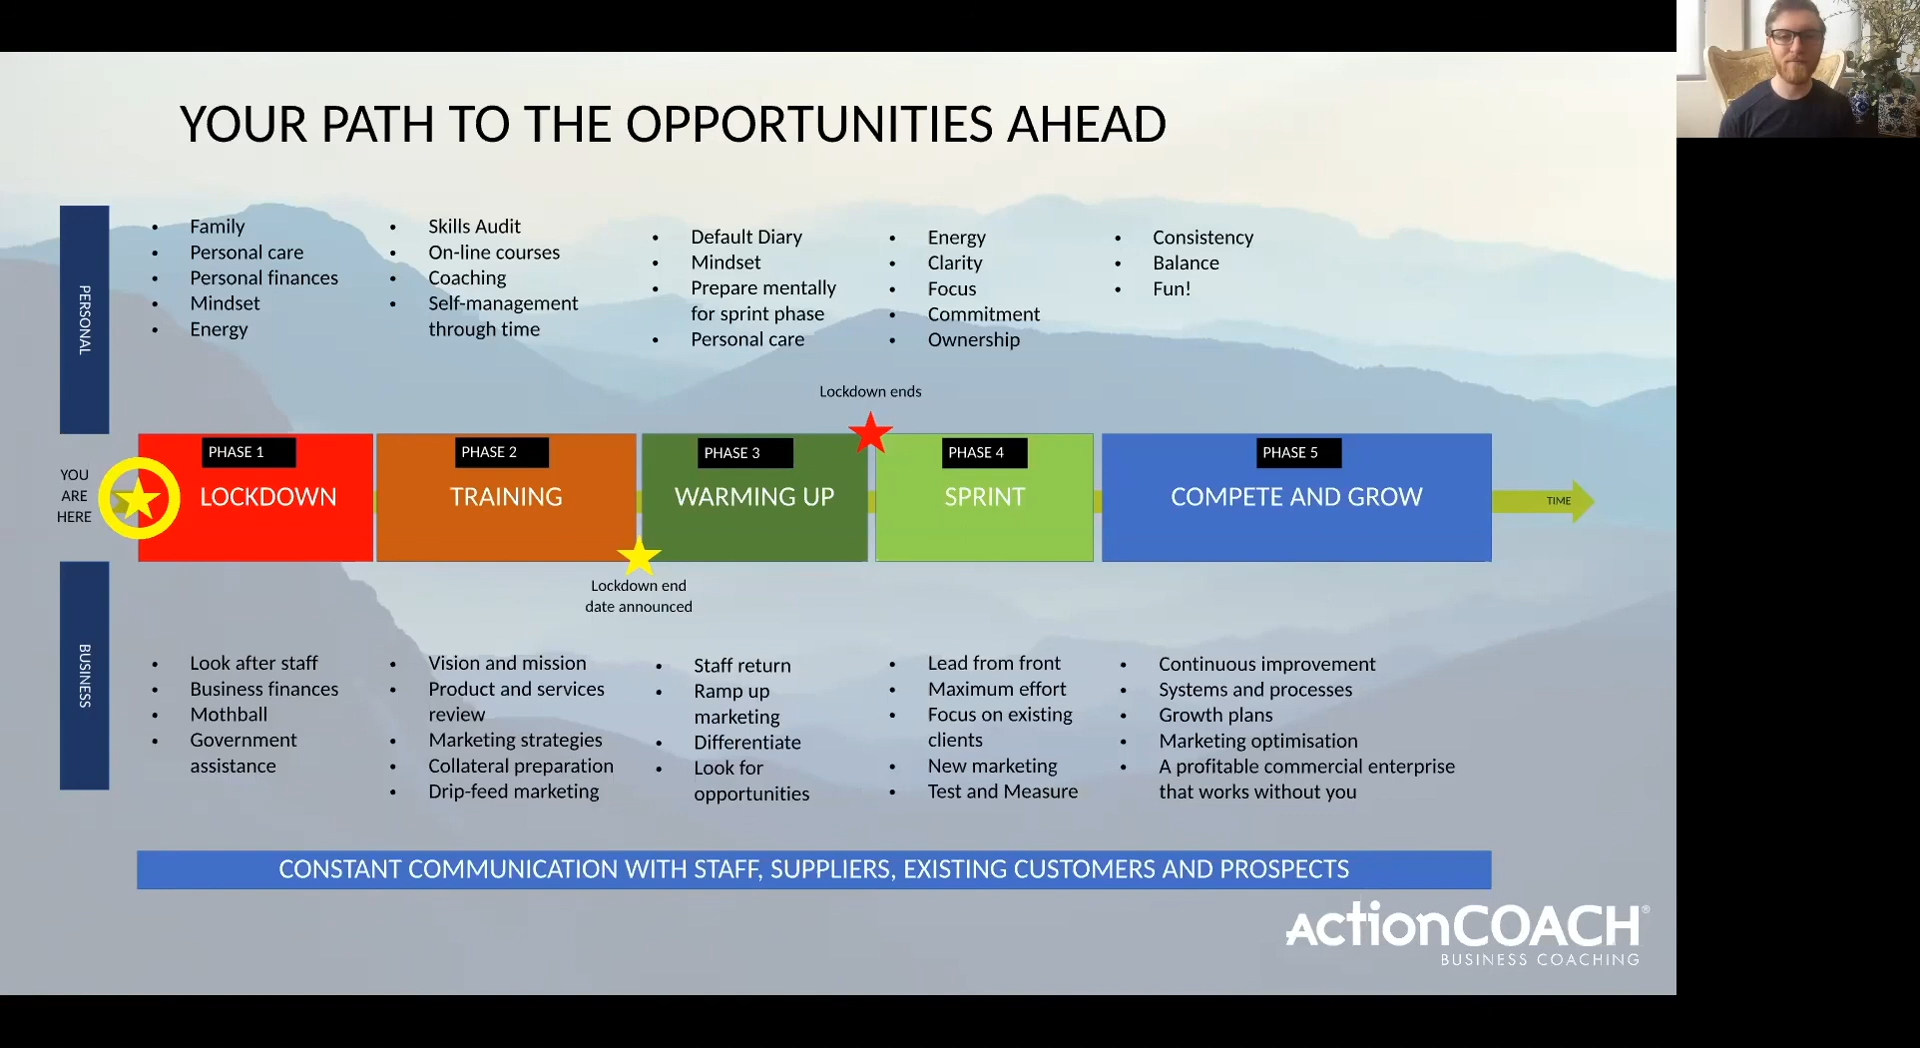 YOUR PATH TO THE OPPORTUNITIES AHEAD
PERSONAL
Family
Personal care
Personal finances
Mindset
Energy
Skills Audit
On-line courses
Coaching
Self-management
through time
Default Diary
Mindset
Prepare mentally
for sprint phase
Personal care
Energy
Clarity
Focus
Commitment
Ownership
Consistency
Balance
Fun!
Lockdown ends
YOU
ARE
HERE
PHASE 1
LOCKDOWN
PHASE 2
TRAINING
PHASE 3
WARMING UP
PHASE 4
SPRINT
PHASE 5
COMPETE AND GROW
TIME
Lockdown end
date announced
BUSINESS
Look after staff
Business finances
Mothball
Government
assistance
Vision and mission
Product and services
review
Marketing strategies
Collateral preparation
Drip-feed marketing
Staff return
Ramp up
marketing
Differentiate
Look for
opportunities
Lead from front
Maximum effort
Focus on existing
clients
New marketing
Test and Measure
Continuous improvement
Systems and processes
Growth plans
Marketing optimisation
A profitable commercial enterprise
that works without you
CONSTANT COMMUNICATION WITH STAFF, SUPPLIERS, EXISTING CUSTOMERS AND PROSPECTS
actionCOACH®
BUSINESS COACHING